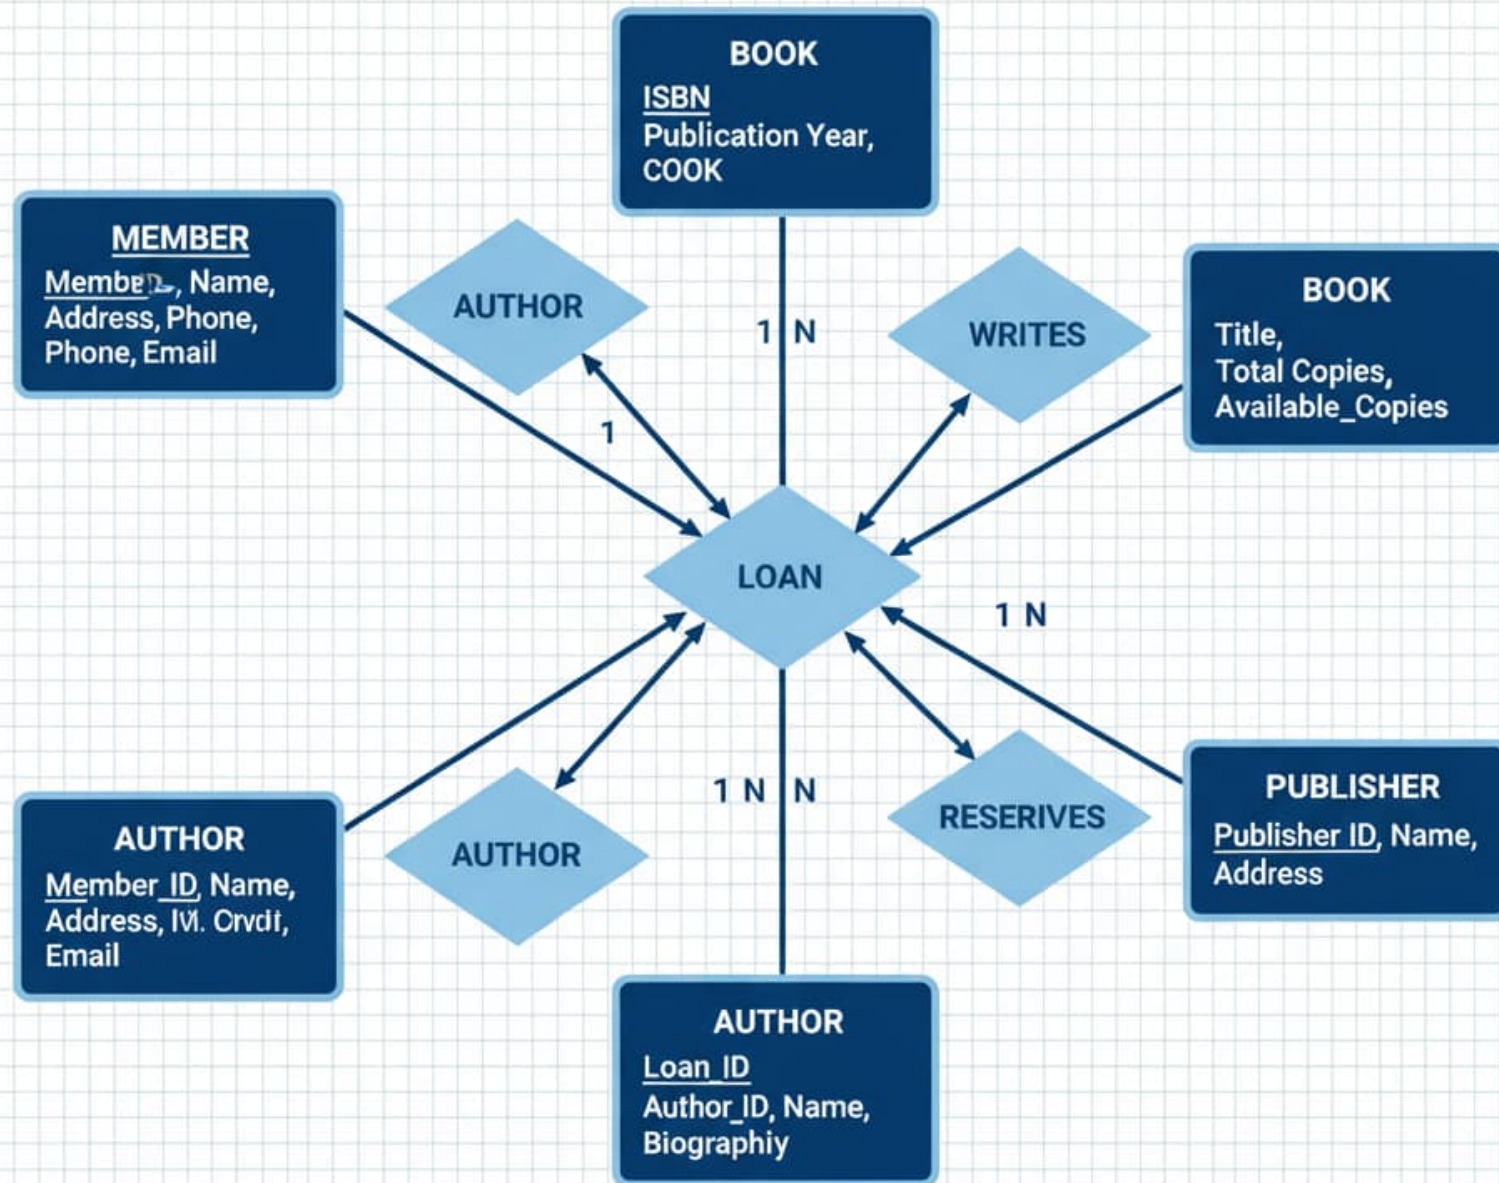 BOOK
ISBN
Publication Year,
COOK
MEMBER
Name,
Address, Phone,
Phone, Email
AUTHOR
1 N
WRITES
BOOK
Title,
Total Copies,
Available_Copies
1
LOAN
1 N
AUTHOR
Member_ID, Name,
Address,
Email
AUTHOR
1 N N
RESERIVES
PUBLISHER
Publisher ID, Name,
Address
AUTHOR
Loan_ID
Author_ID, Name,
Biographiy